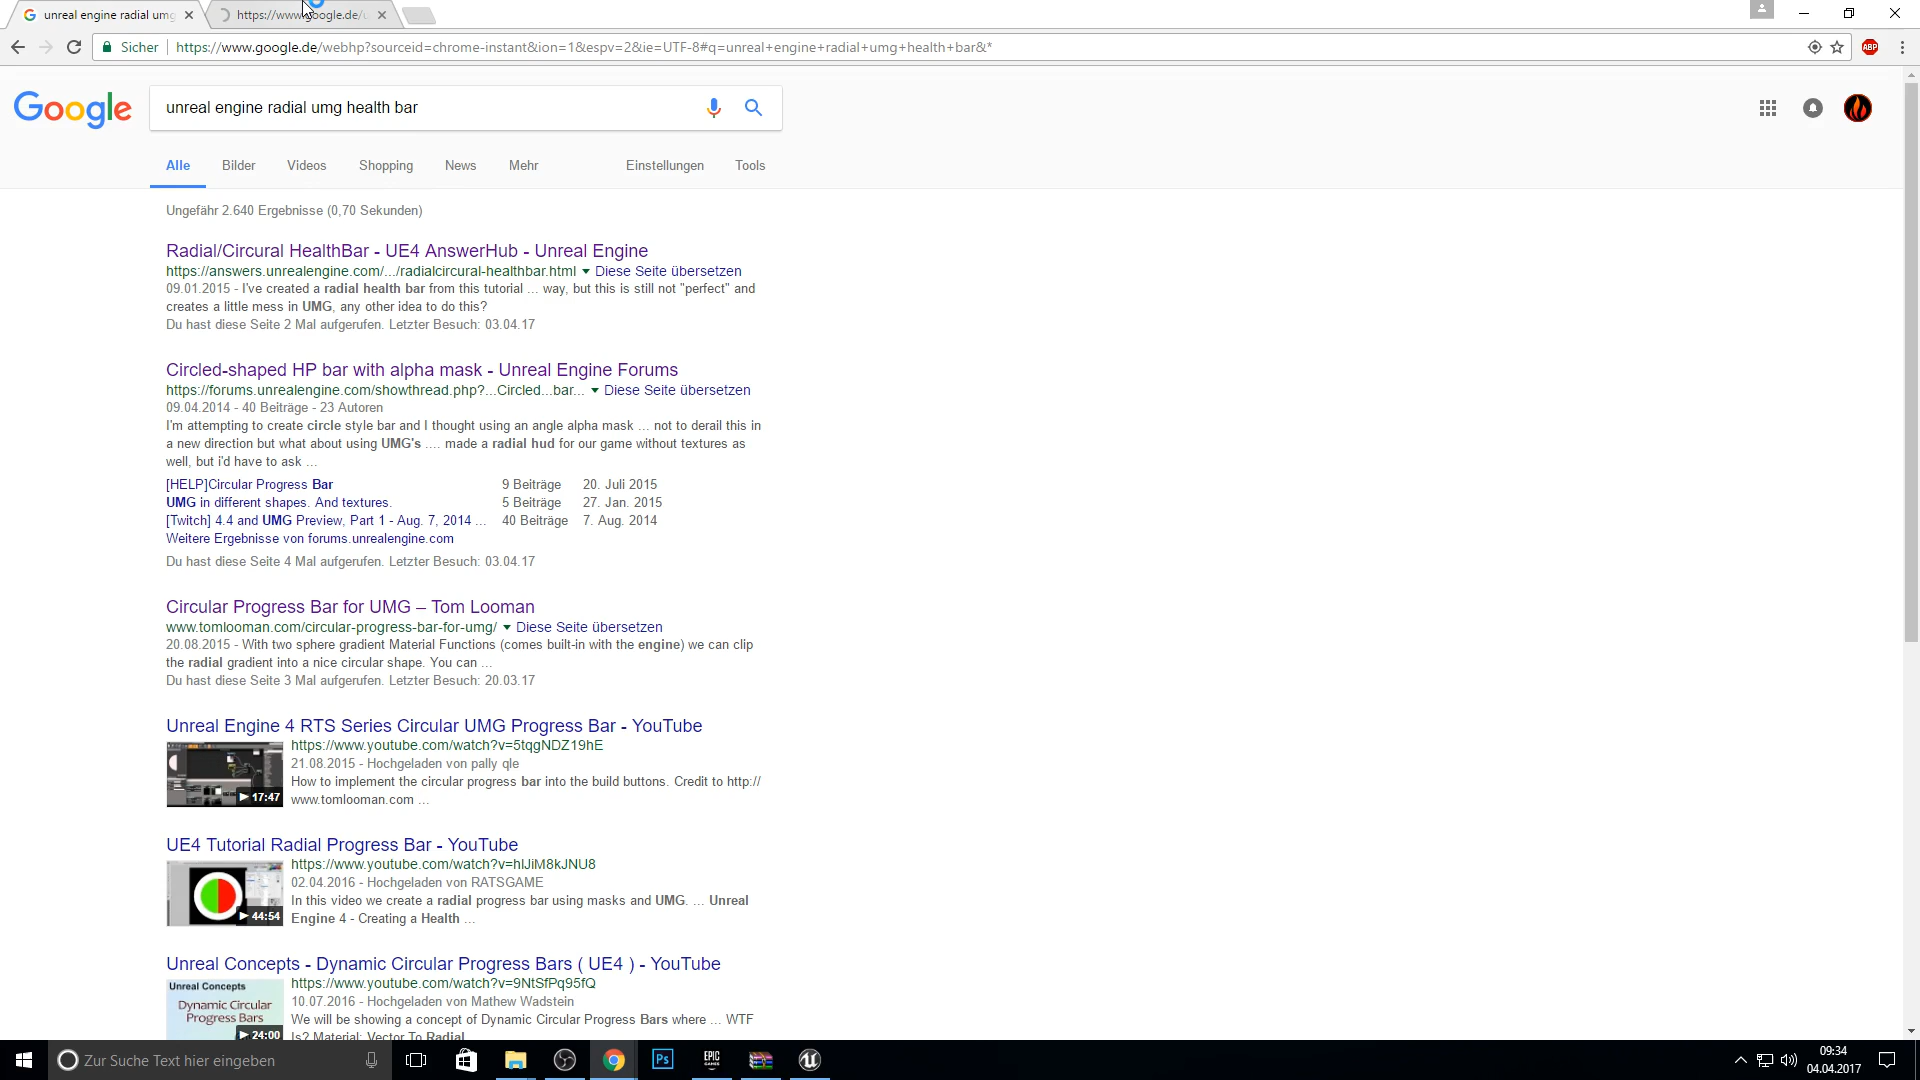 unreal engine radial umg
https://www.google.de/u
Sicher
https://www.google.de/webhp?sourceid=chrome-instant&ion=1&espv=2&ie=UTF-8#q=unreal+engine+radial+umg+health+bar&*
ABP
Google
unreal engine radial umg health bar
Alle Bilder Videos Shopping News Mehr Einstellungen Tools
Ungefähr 2.640 Ergebnisse (0,70 Sekunden)
Radial/Circural HealthBar - UE4 AnswerHub - Unreal Engine
https://answers.unrealengine.com/.../radialcircural-healthbar.html Diese Seite übersetzen
09.01.2015 - I've created a radial health bar from this tutorial ... way, but this is still not "perfect" and
creates a little mess in UMG, any other idea to do this?
Du hast diese Seite 2 Mal aufgerufen. Letzter Besuch: 03.04.17
Circled-shaped HP bar with alpha mask - Unreal Engine Forums
https://forums.unrealengine.com/showthread.php?...Circled...bar... Diese Seite übersetzen
09.04.2014 - 40 Beiträge - 23 Autoren
I'm attempting to create circle style bar and I thought using an angle alpha mask ... not to derail this in
a new direction but what about using UMG's .... made a radial hud for our game without textures as
well, but i'd have to ask ...
[HELP]Circular Progress Bar 9 Beiträge 20. Juli 2015
UMG in different shapes. And textures. 5 Beiträge 27. Jan. 2015
[Twitch] 4.4 and UMG Preview, Part 1 - Aug. 7, 2014 ... 40 Beiträge 7. Aug. 2014
Weitere Ergebnisse von forums.unrealengine.com
Du hast diese Seite 4 Mal aufgerufen. Letzter Besuch: 03.04.17
Circular Progress Bar for UMG – Tom Looman
www.tomlooman.com/circular-progress-bar-for-umg/ Diese Seite übersetzen
20.08.2015 - With two sphere gradient Material Functions (comes built-in with the engine) we can clip
the radial gradient into a nice circular shape. You can ...
Du hast diese Seite 3 Mal aufgerufen. Letzter Besuch: 20.03.17
Unreal Engine 4 RTS Series Circular UMG Progress Bar - YouTube
https://www.youtube.com/watch?v=5tqgNDZ19hE
21.08.2015 - Hochgeladen von pally qle
How to implement the circular progress bar into the build buttons. Credit to http://
www.tomlooman.com ...
17:47
UE4 Tutorial Radial Progress Bar - YouTube
https://www.youtube.com/watch?v=hlJiM8kJNU8
02.04.2016 - Hochgeladen von RATSGAME
In this video we create a radial progress bar using masks and UMG. ... Unreal
Engine 4 - Creating a Health ...
44:54
Unreal Concepts - Dynamic Circular Progress Bars ( UE4 ) - YouTube
https://www.youtube.com/watch?v=9NtSfPq95fQ
10.07.2016 - Hochgeladen von Mathew Wadstein
We will be showing a concept of Dynamic Circular Progress Bars where ... WTF
Is? Material: Vector To Radial
Unreal Concepts
Dynamic Circular
Progress Bars
24:00
Zur Suche Text hier eingeben
Ps
EPIC
GAMES
09:34
04.04.2017